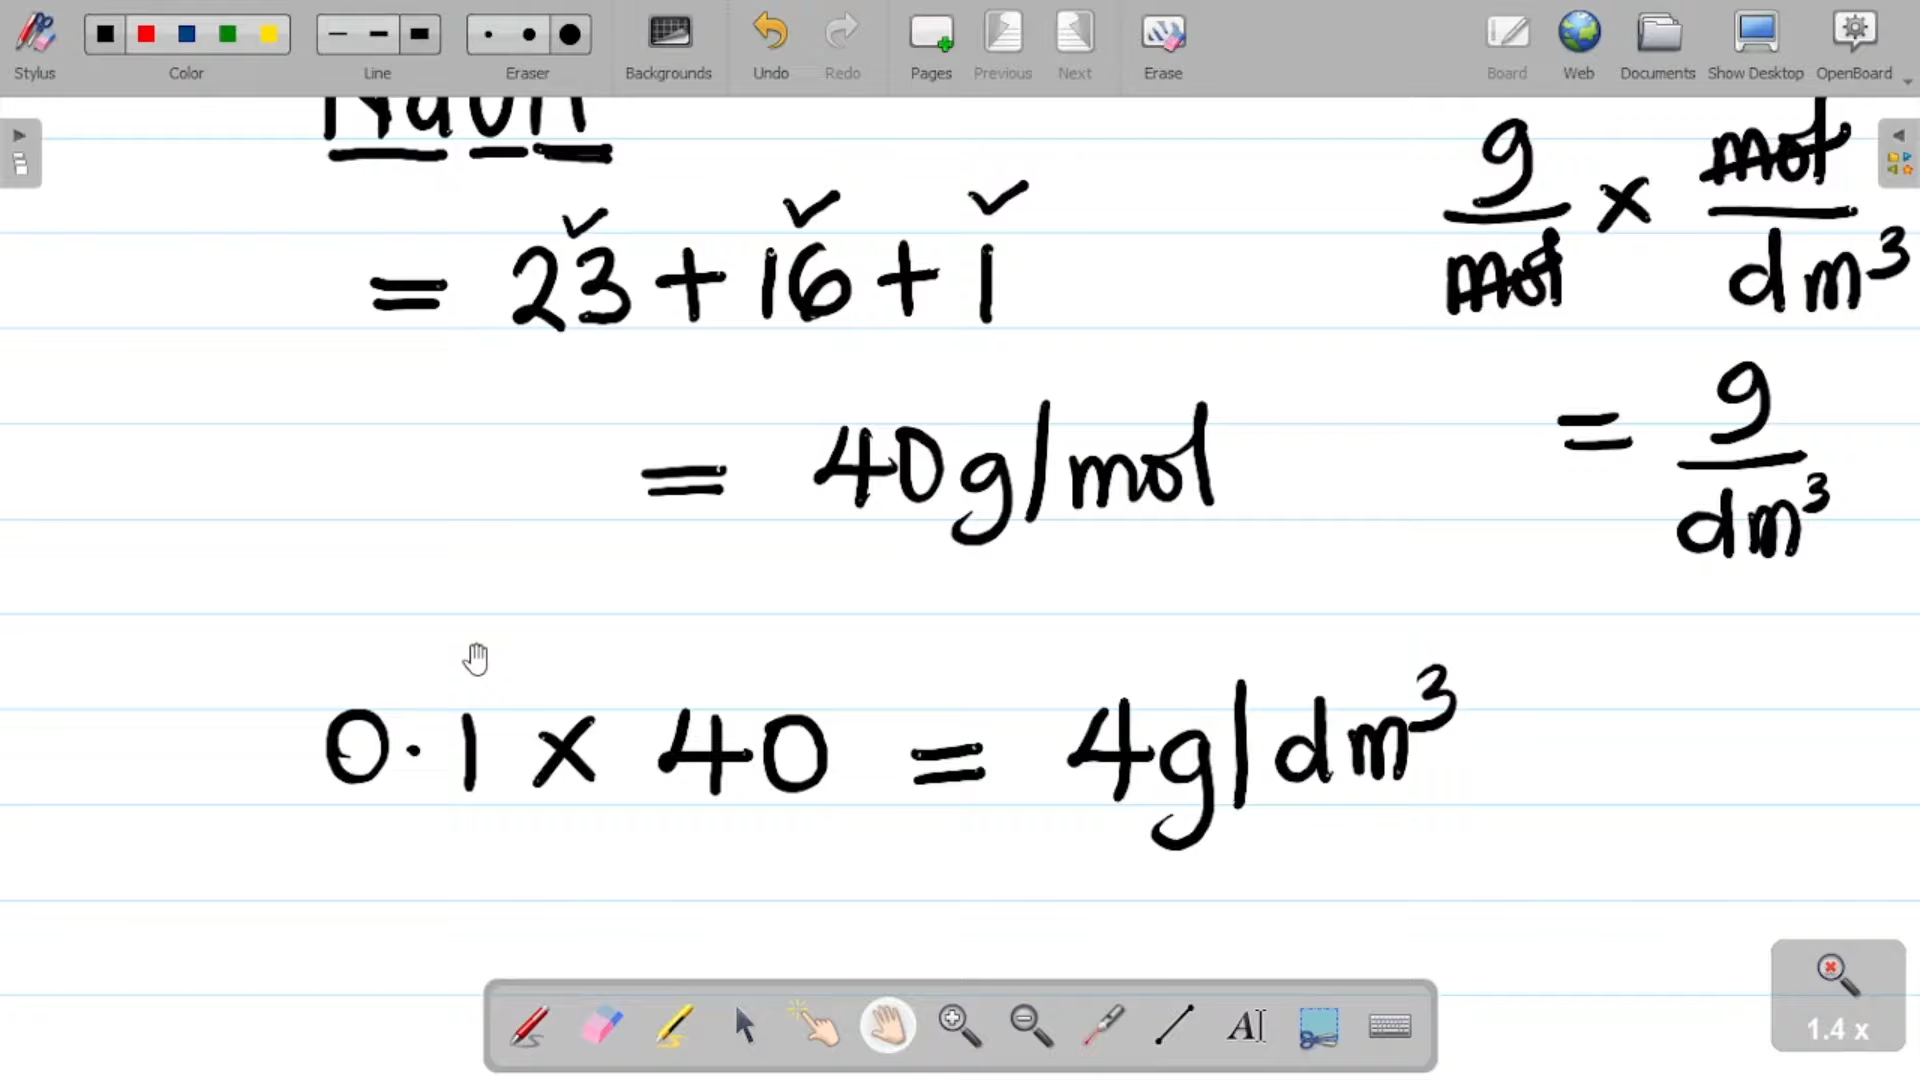 Stylus Color Line Eraser Backgrounds Undo Redo Pages Previous Next Erase Board Web Documents Show Desktop OpenBoard
NaOH
= 23 + 16 + 1
= 40g/mol
g/mol × mol/dm³
= g/dm³
0.1 × 40 = 4g/dm³
1.4 x